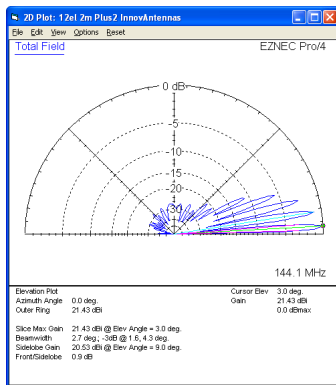 2D Plot: 12el 2m Plus2 InnovAntennas
File Edit View Options Reset
Total Field
EZNEC Pro/4
0 dB
-5
-10
-15
-20
-30
144.1 MHz
Elevation Plot
Cursor Elev 3.0 deg.
Azimuth Angle 0.0 deg.
Gain 21.43 dBi
Outer Ring 21.43 dBi
0.0 dBmax
Slice Max Gain 21.43 dBi @ Elev Angle = 3.0 deg.
Beamwidth 2.7 deg.; -3dB @ 1.6, 4.3 deg.
Sidelobe Gain 20.53 dBi @ Elev Angle = 9.0 deg.
Front/Sidelobe 0.9 dB